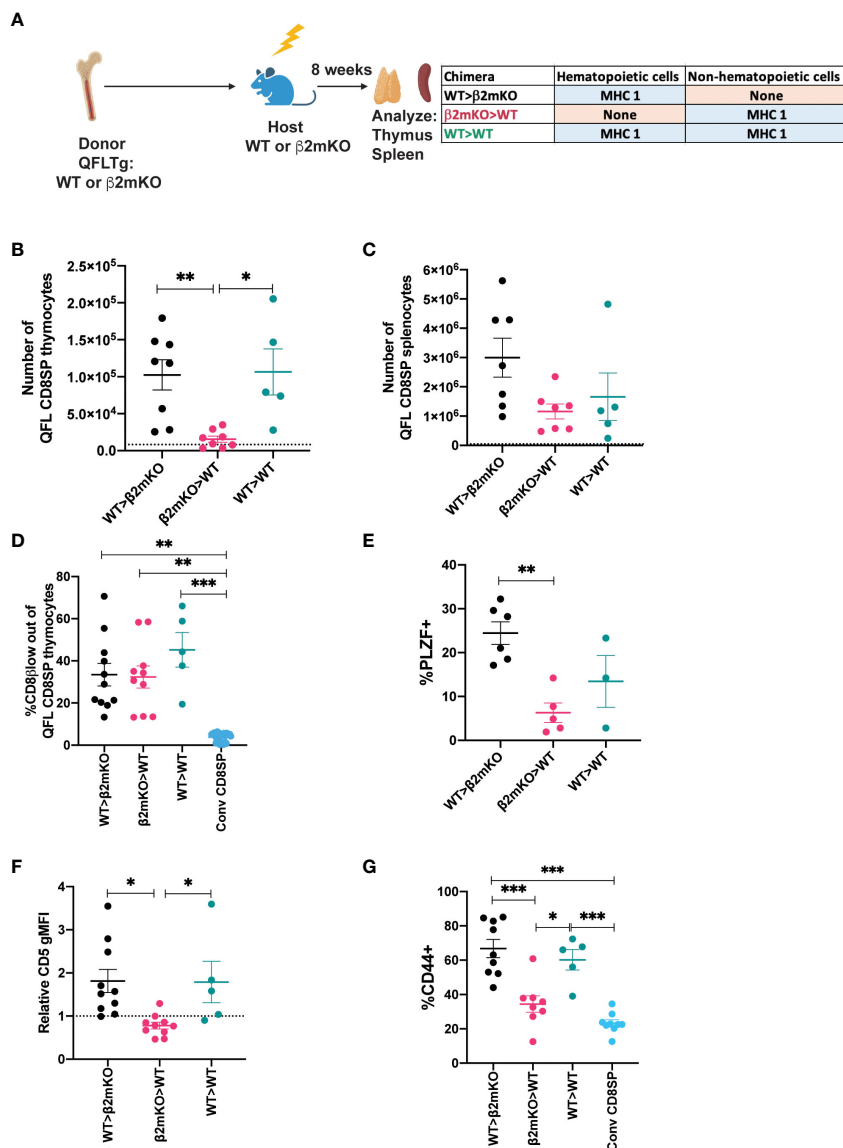 A
8 weeks
Donor
QFLTg:
WT or β2mKO
Host
WT or β2mKO
Analyze:
Thymus
Spleen
Chimera Hematopoietic cells Non-hematopoietic cells
WT>β2mKO MHC 1 None
β2mKO>WT None MHC 1
WT>WT MHC 1 MHC 1
B
Number of
QFL CD8SP thymocytes
2.5×10⁵
2.0×10⁵
1.5×10⁵
1.0×10⁵
5.0×10⁴
0.0
** *
WT>β2mKO β2mKO>WT WT>WT
C
Number of
QFL CD8SP splenocytes
6×10⁶
5×10⁶
4×10⁶
3×10⁶
2×10⁶
1×10⁶
0
WT>β2mKO β2mKO>WT WT>WT
D
%CD8βlow out of
QFL CD8SP thymocytes
80
60
40
20
0
**
**
***
WT>β2mKO β2mKO>WT WT>WT Conv CD8SP
E
%PLZF+
40
30
20
10
0
**
WT>β2mKO β2mKO>WT WT>WT
F
Relative CD5 gMFI
4
3
2
1
0
* *
WT>β2mKO β2mKO>WT WT>WT
G
%CD44+
100
80
60
40
20
0
***
***
* ***
WT>β2mKO β2mKO>WT WT>WT Conv CD8SP